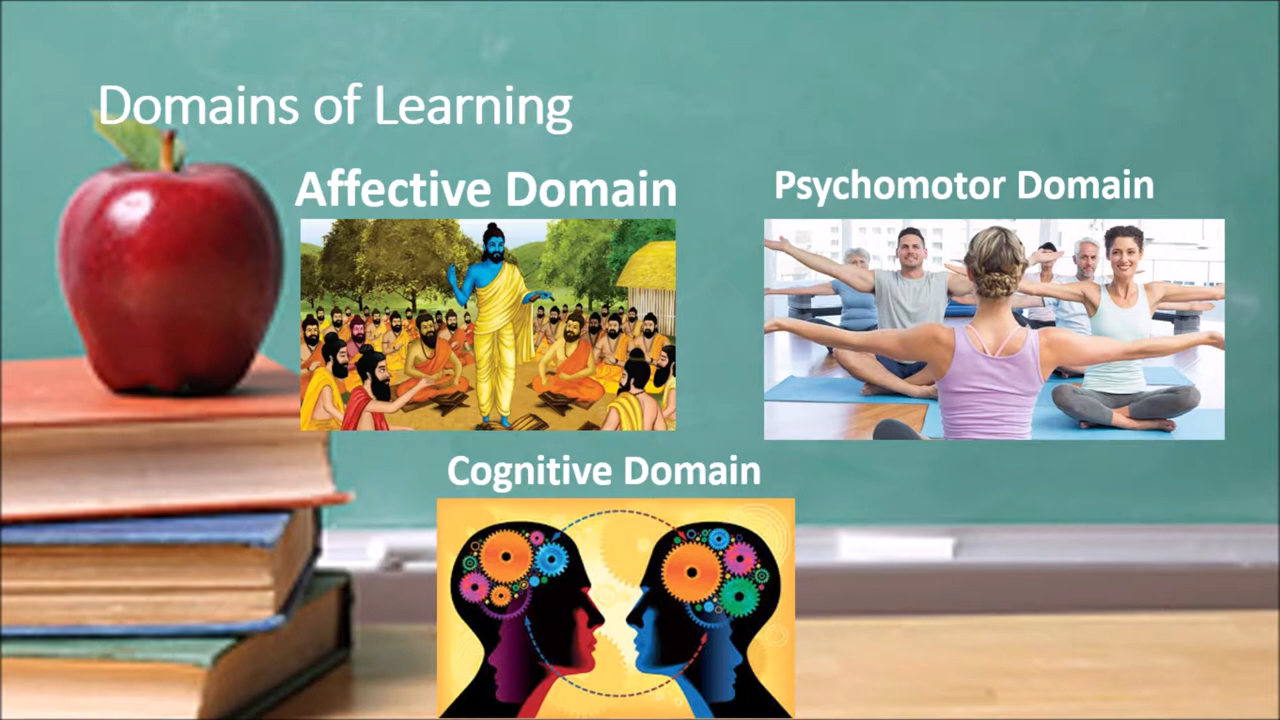 Domains of Learning
Affective Domain
Psychomotor Domain
Cognitive Domain